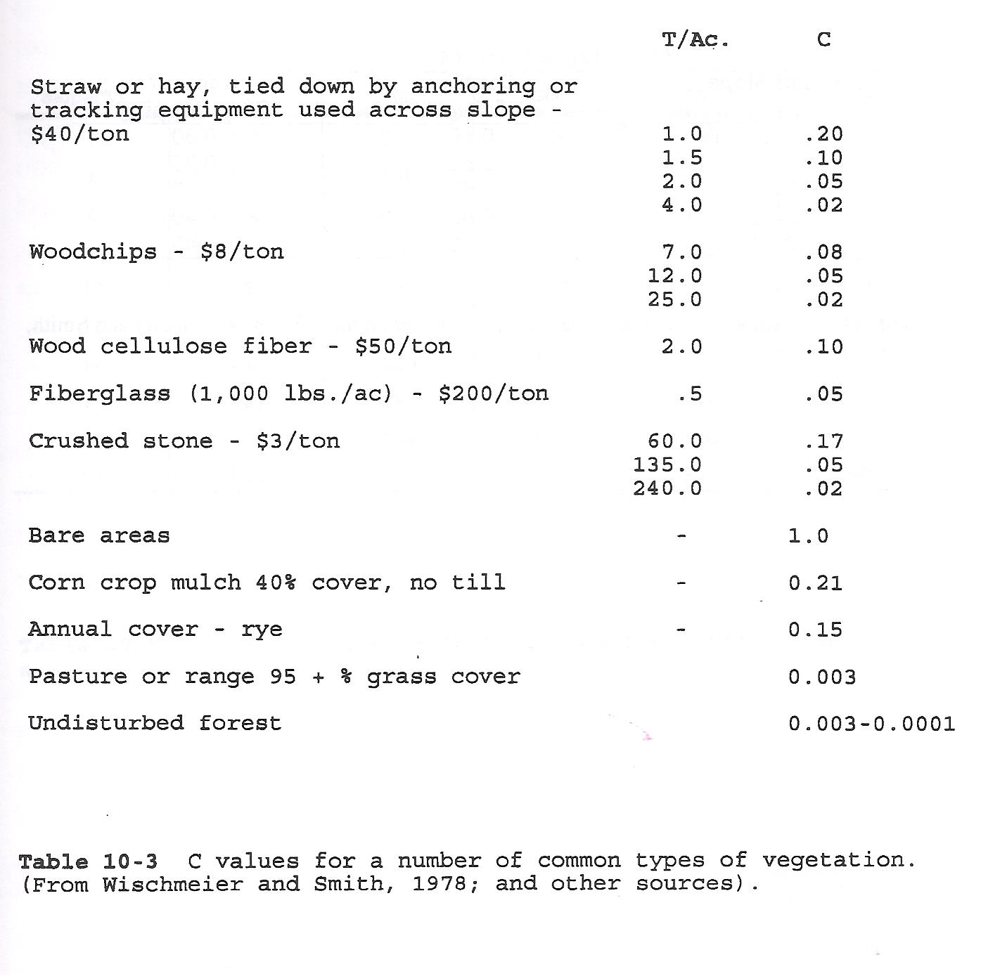 T/Ac. C
Straw or hay, tied down by anchoring or
tracking equipment used across slope -
$40/ton 1.0 .20
1.5 .10
2.0 .05
4.0 .02
Woodchips - $8/ton 7.0 .08
12.0 .05
25.0 .02
Wood cellulose fiber - $50/ton 2.0 .10
Fiberglass (1,000 lbs./ac) - $200/ton .5 .05
Crushed stone - $3/ton 60.0 .17
135.0 .05
240.0 .02
Bare areas - 1.0
Corn crop mulch 40% cover, no till - 0.21
Annual cover - rye - 0.15
Pasture or range 95 + % grass cover 0.003
Undisturbed forest 0.003-0.0001
Table 10-3 C values for a number of common types of vegetation.
(From Wischmeier and Smith, 1978; and other sources).